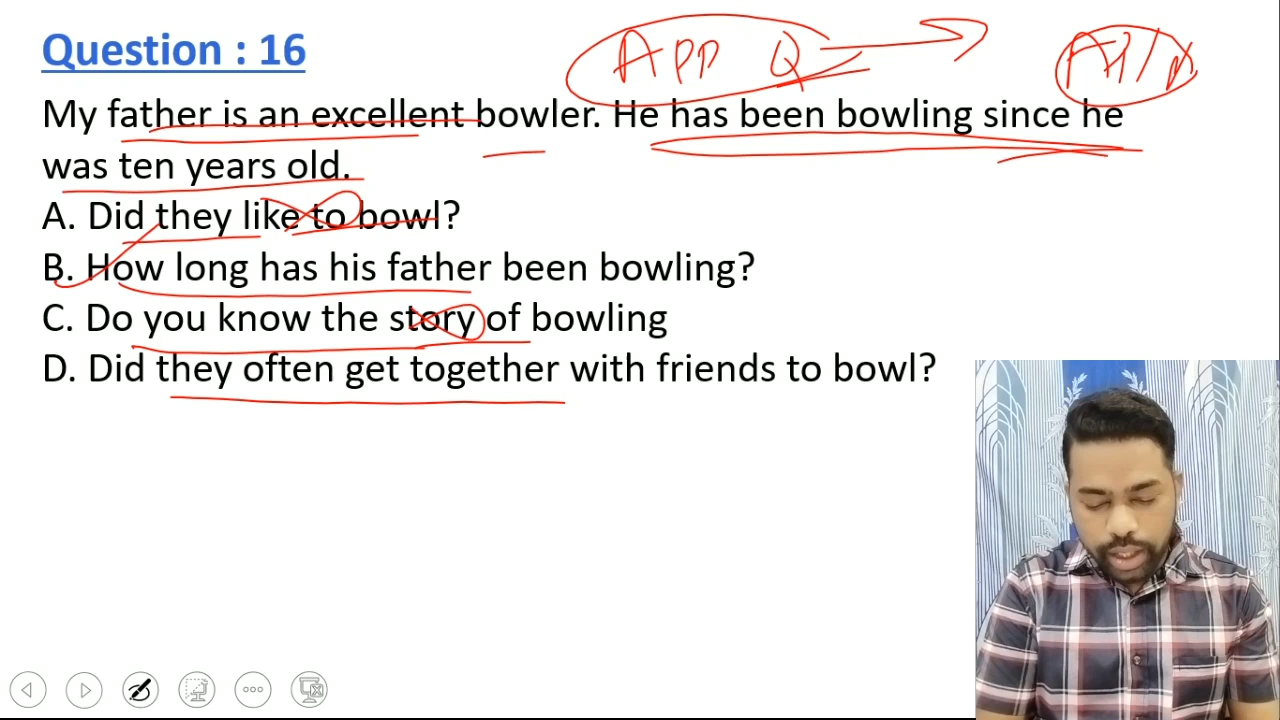 Question : 16
App Q
My father is an excellent bowler. He has been bowling since he
was ten years old.
A. Did they like to bowl?
B. How long has his father been bowling?
C. Do you know the story of bowling
D. Did they often get together with friends to bowl?